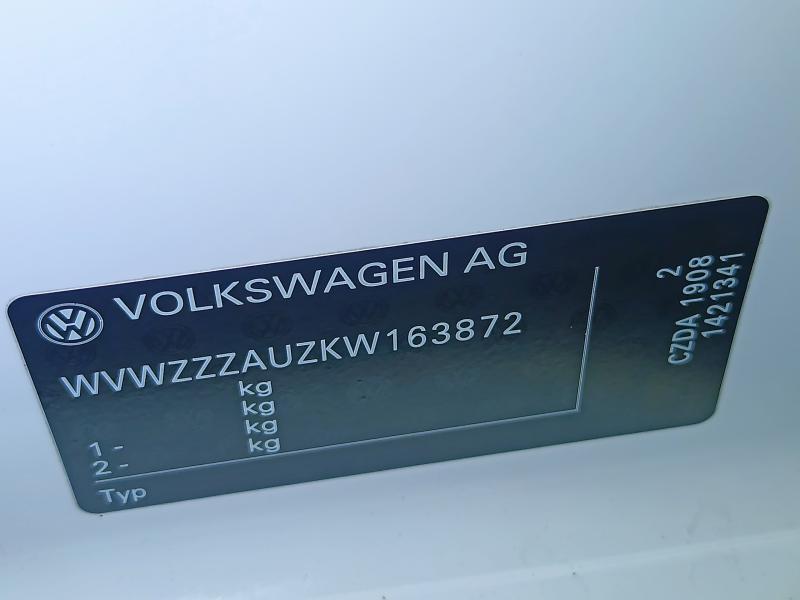 VOLKSWAGEN AG
WVWZZZAUZKW163872
kg
kg
1 - kg
2 - kg
Typ
2
CZDA 1908
1421341